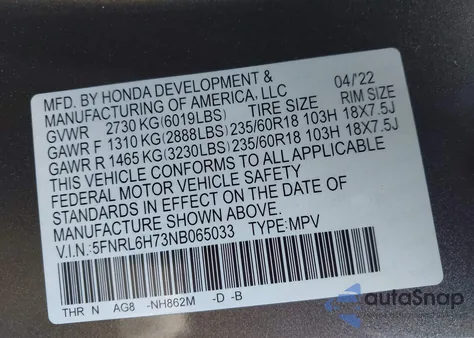 MFD. BY HONDA DEVELOPMENT & 04/'22
MANUFACTURING OF AMERICA, LLC
GVWR 2730 KG(6019LBS) TIRE SIZE RIM SIZE
GAWR F 1310 KG(2888LBS) 235/60R18 103H 18X7.5J
GAWR R 1465 KG(3230LBS) 235/60R18 103H 18X7.5J
THIS VEHICLE CONFORMS TO ALL APPLICABLE
FEDERAL MOTOR VEHICLE SAFETY
STANDARDS IN EFFECT ON THE DATE OF
MANUFACTURE SHOWN ABOVE.
V.I.N.:5FNRL6H73NB065033 TYPE:MPV
THR N AG8 -NH862M -D -B
autoSnap